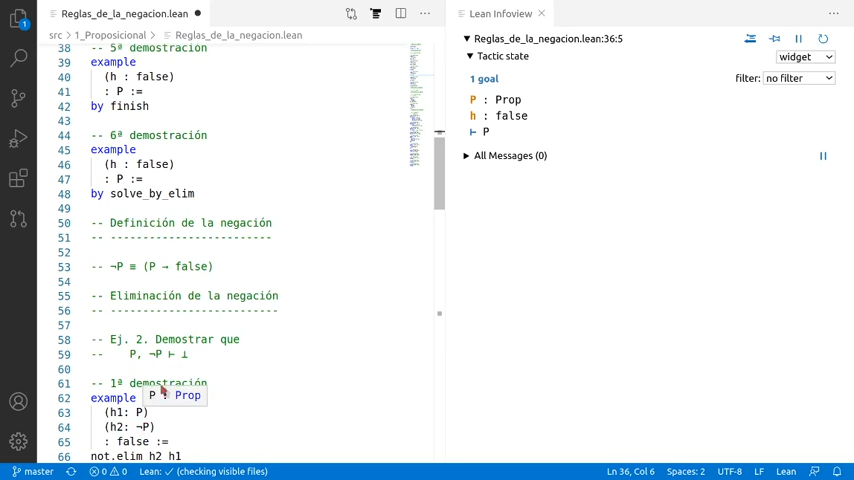 Reglas_de_la_negacion.lean
src > 1_Proposicional > Reglas_de_la_negacion.lean
38 -- 5ª demostración
39 example
40 (h : false)
41 : P :=
42 by finish
43
44 -- 6ª demostración
45 example
46 (h : false)
47 : P :=
48 by solve_by_elim
49
50 -- Definición de la negación
51 -- -------------------------
52
53 -- ¬P ≡ (P → false)
54
55 -- Eliminación de la negación
56 -- --------------------------
57
58 -- Ej. 2. Demostrar que
59 -- P, ¬P ⊢ ⊥
60
61 -- 1ª demostración
P : Prop
62 example
63 (h1: P)
64 (h2: ¬P)
65 : false :=
66 not.elim h2 h1
Lean Infoview
Reglas_de_la_negacion.lean:36:5
Tactic state
widget
1 goal
filter: no filter
P : Prop
h : false
⊢ P
All Messages (0)
1
master
0 0
Lean: ✓ (checking visible files)
Ln 36, Col 6
Spaces: 2
UTF-8
LF
Lean